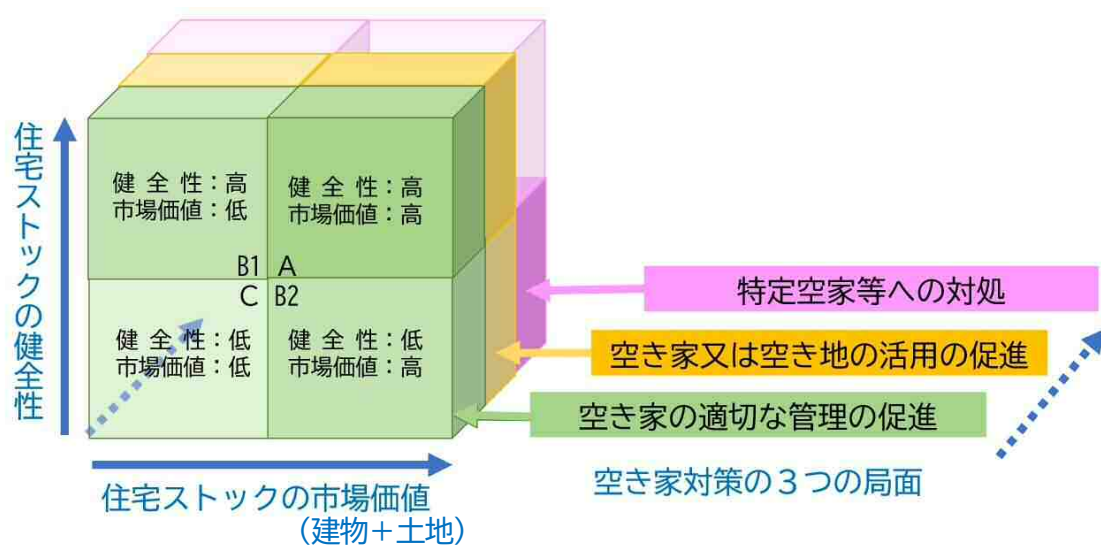 住宅ストックの健全性
健全性：高
市場価値：低
健全性：高
市場価値：高
B1
A
C
B2
健全性：低
市場価値：低
健全性：低
市場価値：高
特定空家等への対処
空き家又は空き地の活用の促進
空き家の適切な管理の促進
空き家対策の３つの局面
住宅ストックの市場価値
（建物＋土地）